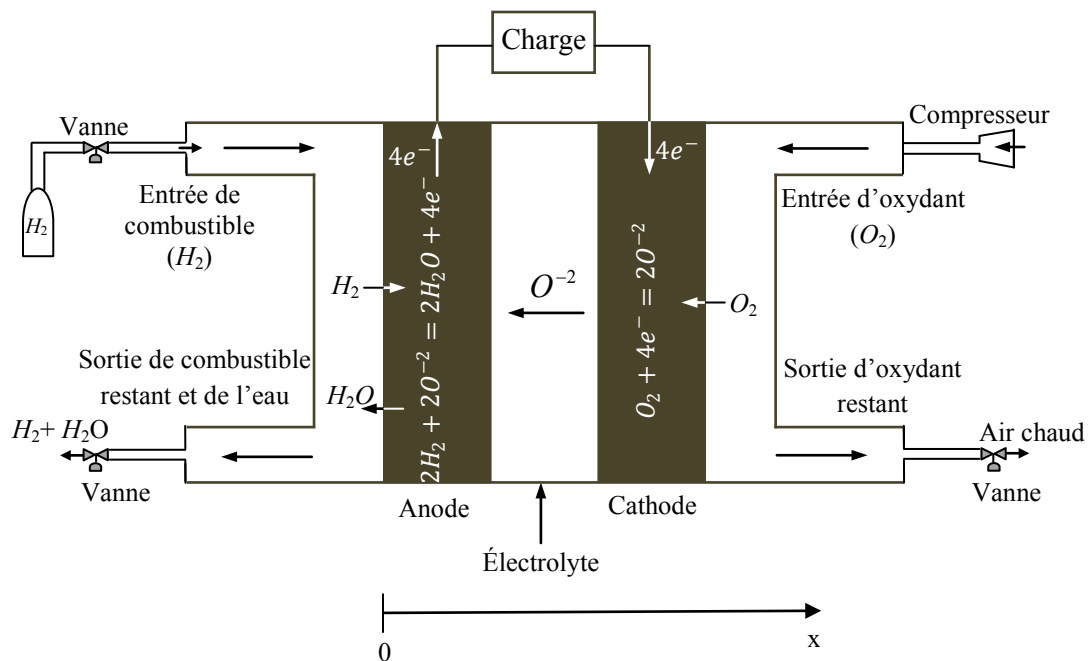 Charge
Vanne
Compresseur
4e⁻
4e⁻
H₂
Entrée de
combustible
(H₂)
Entrée d'oxydant
(O₂)
2H₂ + 2O⁻² = 2H₂O + 4e⁻
O₂ + 4e⁻ = 2O⁻²
H₂
O⁻²
O₂
Sortie de combustible
restant et de l'eau
H₂O
Sortie d'oxydant
restant
H₂+ H₂O
Air chaud
Vanne
Anode
Cathode
Vanne
Électrolyte
0
x